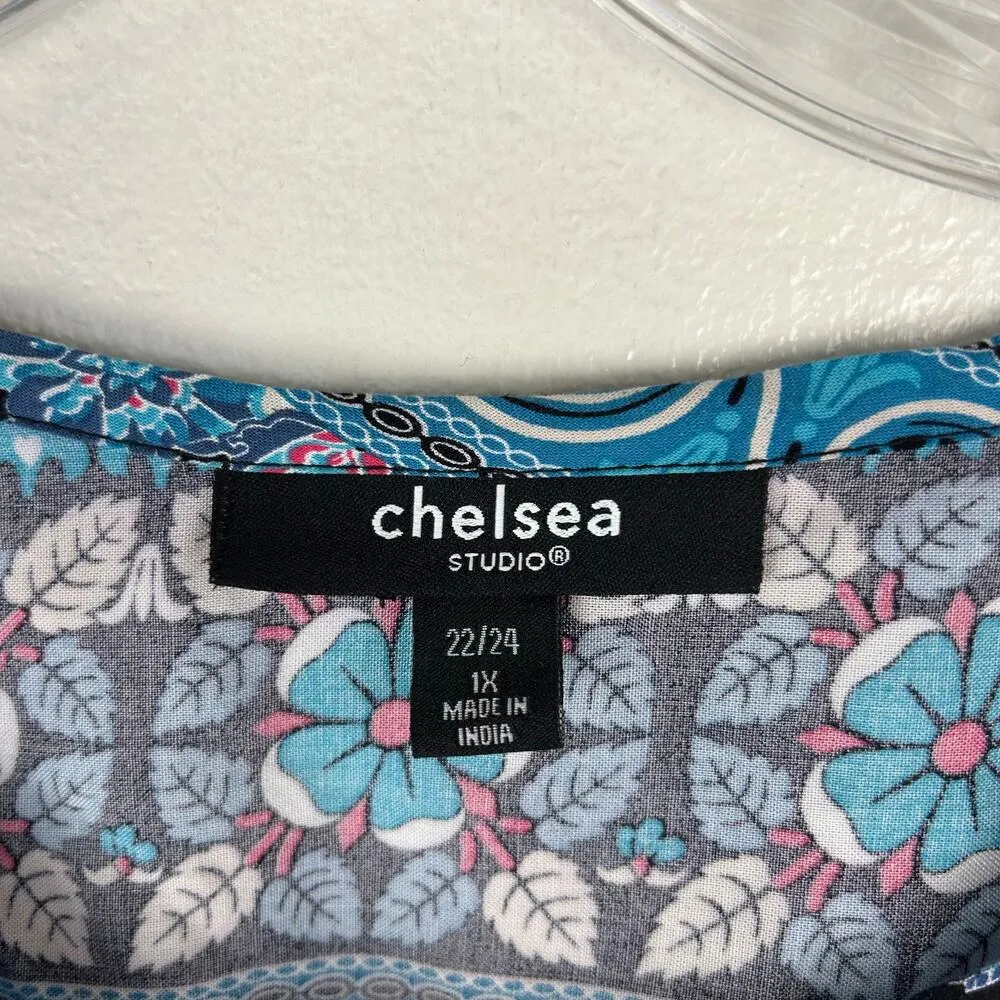 chelsea
STUDIO®
22/24
1X
MADE IN
INDIA